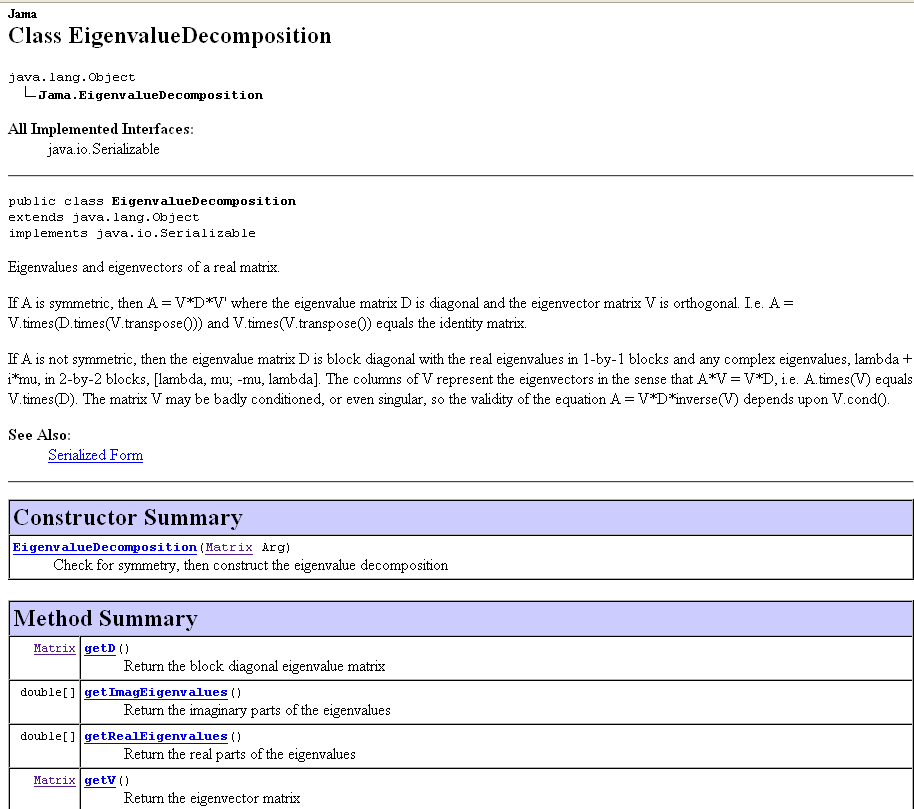 Jama
Class EigenvalueDecomposition
java.lang.Object
Jama.EigenvalueDecomposition
All Implemented Interfaces:
java.io.Serializable
public class EigenvalueDecomposition
extends java.lang.Object
implements java.io.Serializable
Eigenvalues and eigenvectors of a real matrix.
If A is symmetric, then A = V*D*V' where the eigenvalue matrix D is diagonal and the eigenvector matrix V is orthogonal. I.e. A =
V.times(D.times(V.transpose())) and V.times(V.transpose()) equals the identity matrix.
If A is not symmetric, then the eigenvalue matrix D is block diagonal with the real eigenvalues in 1-by-1 blocks and any complex eigenvalues, lambda +
i*mu, in 2-by-2 blocks, [lambda, mu; -mu, lambda]. The columns of V represent the eigenvectors in the sense that A*V = V*D, i.e. A.times(V) equals
V.times(D). The matrix V may be badly conditioned, or even singular, so the validity of the equation A = V*D*inverse(V) depends upon V.cond().
See Also:
Serialized Form
Constructor Summary
EigenvalueDecomposition(Matrix Arg)
Check for symmetry, then construct the eigenvalue decomposition
Method Summary
Matrix getD()
Return the block diagonal eigenvalue matrix
double[] getImagEigenvalues()
Return the imaginary parts of the eigenvalues
double[] getRealEigenvalues()
Return the real parts of the eigenvalues
Matrix getV()
Return the eigenvector matrix